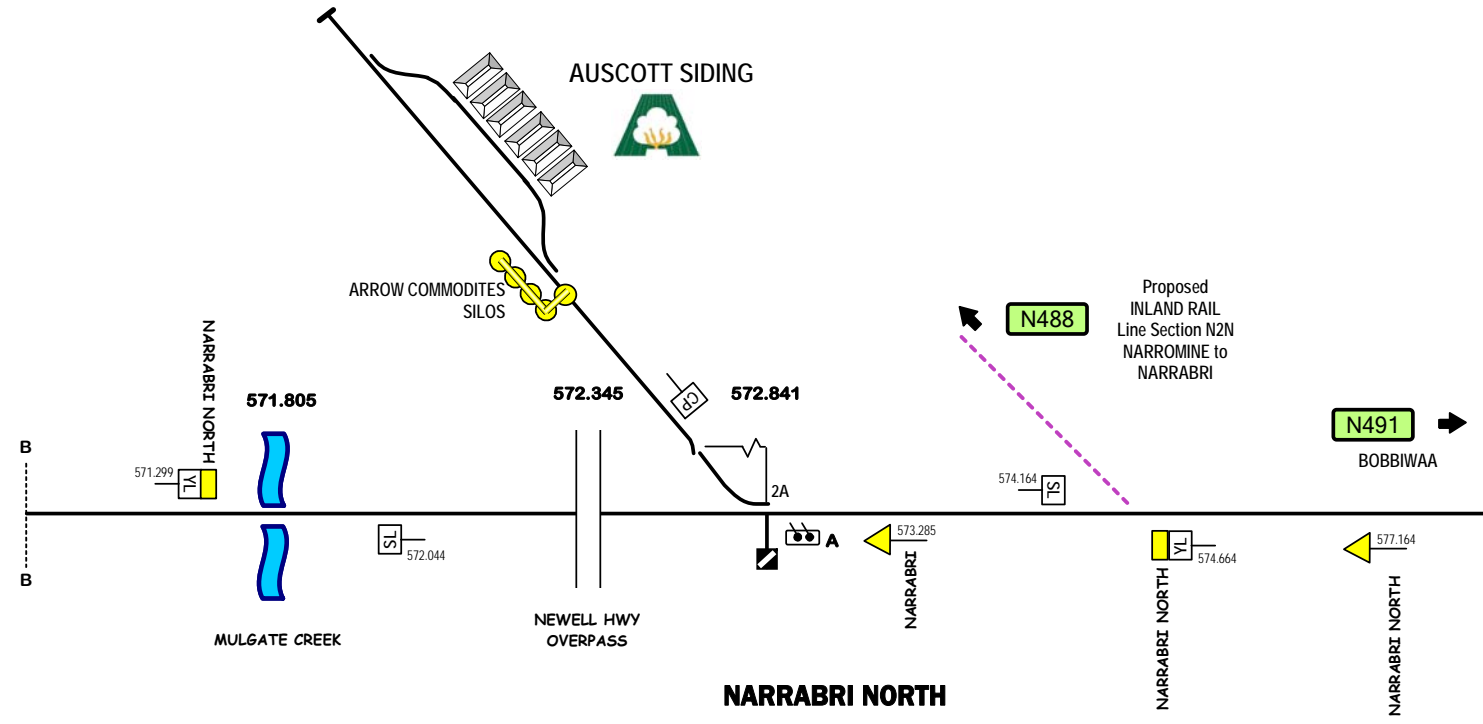 AUSCOTT SIDING
ARROW COMMODITES
SILOS
Proposed
INLAND RAIL
Line Section N2N
NARROMINE to
NARRABRI
N488
N491
BOBBIWAA
NARRABRI NORTH
571.805
572.345
572.841
CP
B
571.299
YL
2A
574.164
SL
SL
572.044
A
573.285
NARRABRI
YL
574.664
NARRABRI NORTH
577.164
NARRABRI NORTH
B
MULGATE CREEK
NEWELL HWY
OVERPASS
NARRABRI NORTH